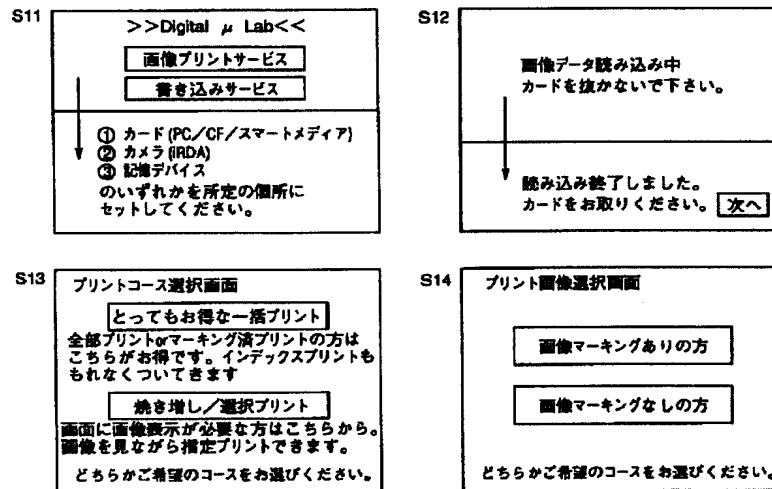 S11
>>Digital μ Lab<<
画像プリントサービス
書き込みサービス
① カード(PC／CF／スマートメディア)
② カメラ(iRDA)
③ 記憶デバイス
のいずれかを所定の個所に
セットしてください。
S12
画像データ読み込み中
カードを抜かないで下さい。
読み込み終了しました。
カードをお取りください。 次へ
S13
プリントコース選択画面
とってもお得な一括プリント
全部プリントorマーキング済プリントの方は
こちらがお得です。インデックスプリントも
もれなくついてきます
焼き増し／選択プリント
画面に画像表示が必要な方はこちらから。
画像を見ながら指定プリントできます。
どちらかご希望のコースをお選びください。
S14
プリント画像選択画面
画像マーキングありの方
画像マーキングなしの方
どちらかご希望のコースをお選びください。